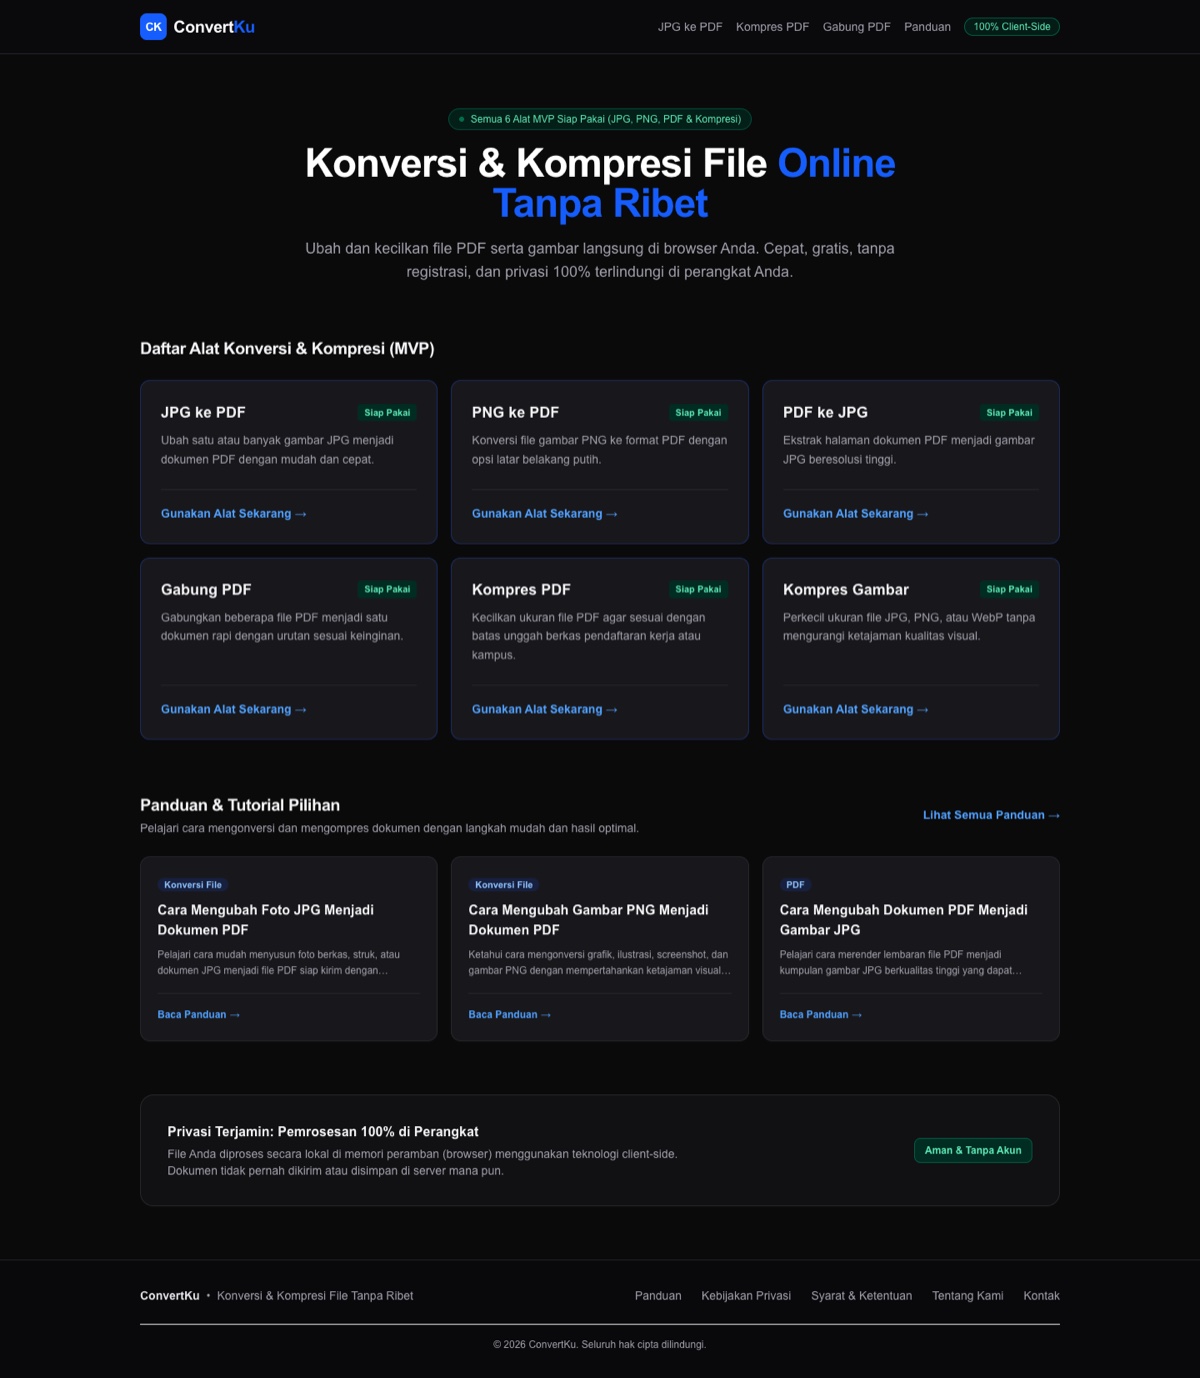 CK ConvertKu
JPG ke PDF Kompres PDF Gabung PDF Panduan 100% Client-Side
Semua 6 Alat MVP Siap Pakai (JPG, PNG, PDF & Kompresi)
Konversi & Kompresi File Online
Tanpa Ribet
Ubah dan kecilkan file PDF serta gambar langsung di browser Anda. Cepat, gratis, tanpa
registrasi, dan privasi 100% terlindungi di perangkat Anda.
Daftar Alat Konversi & Kompresi (MVP)
JPG ke PDF Siap Pakai
Ubah satu atau banyak gambar JPG menjadi
dokumen PDF dengan mudah dan cepat.
Gunakan Alat Sekarang →
PNG ke PDF Siap Pakai
Konversi file gambar PNG ke format PDF dengan
opsi latar belakang putih.
Gunakan Alat Sekarang →
PDF ke JPG Siap Pakai
Ekstrak halaman dokumen PDF menjadi gambar
JPG beresolusi tinggi.
Gunakan Alat Sekarang →
Gabung PDF Siap Pakai
Gabungkan beberapa file PDF menjadi satu
dokumen rapi dengan urutan sesuai keinginan.
Gunakan Alat Sekarang →
Kompres PDF Siap Pakai
Kecilkan ukuran file PDF agar sesuai dengan
batas unggah berkas pendaftaran kerja atau
kampus.
Gunakan Alat Sekarang →
Kompres Gambar Siap Pakai
Perkecil ukuran file JPG, PNG, atau WebP tanpa
mengurangi ketajaman kualitas visual.
Gunakan Alat Sekarang →
Panduan & Tutorial Pilihan
Pelajari cara mengonversi dan mengompres dokumen dengan langkah mudah dan hasil optimal.
Lihat Semua Panduan →
Konversi File
Cara Mengubah Foto JPG Menjadi
Dokumen PDF
Pelajari cara mudah menyusun foto berkas, struk, atau
dokumen JPG menjadi file PDF siap kirim dengan…
Baca Panduan →
Konversi File
Cara Mengubah Gambar PNG Menjadi
Dokumen PDF
Ketahui cara mengonversi grafik, ilustrasi, screenshot, dan
gambar PNG dengan mempertahankan ketajaman visual…
Baca Panduan →
PDF
Cara Mengubah Dokumen PDF Menjadi
Gambar JPG
Pelajari cara merender lembaran file PDF menjadi
kumpulan gambar JPG berkualitas tinggi yang dapat…
Baca Panduan →
Privasi Terjamin: Pemrosesan 100% di Perangkat
File Anda diproses secara lokal di memori peramban (browser) menggunakan teknologi client-side.
Dokumen tidak pernah dikirim atau disimpan di server mana pun.
Aman & Tanpa Akun
ConvertKu • Konversi & Kompresi File Tanpa Ribet
Panduan Kebijakan Privasi Syarat & Ketentuan Tentang Kami Kontak
© 2026 ConvertKu. Seluruh hak cipta dilindungi.